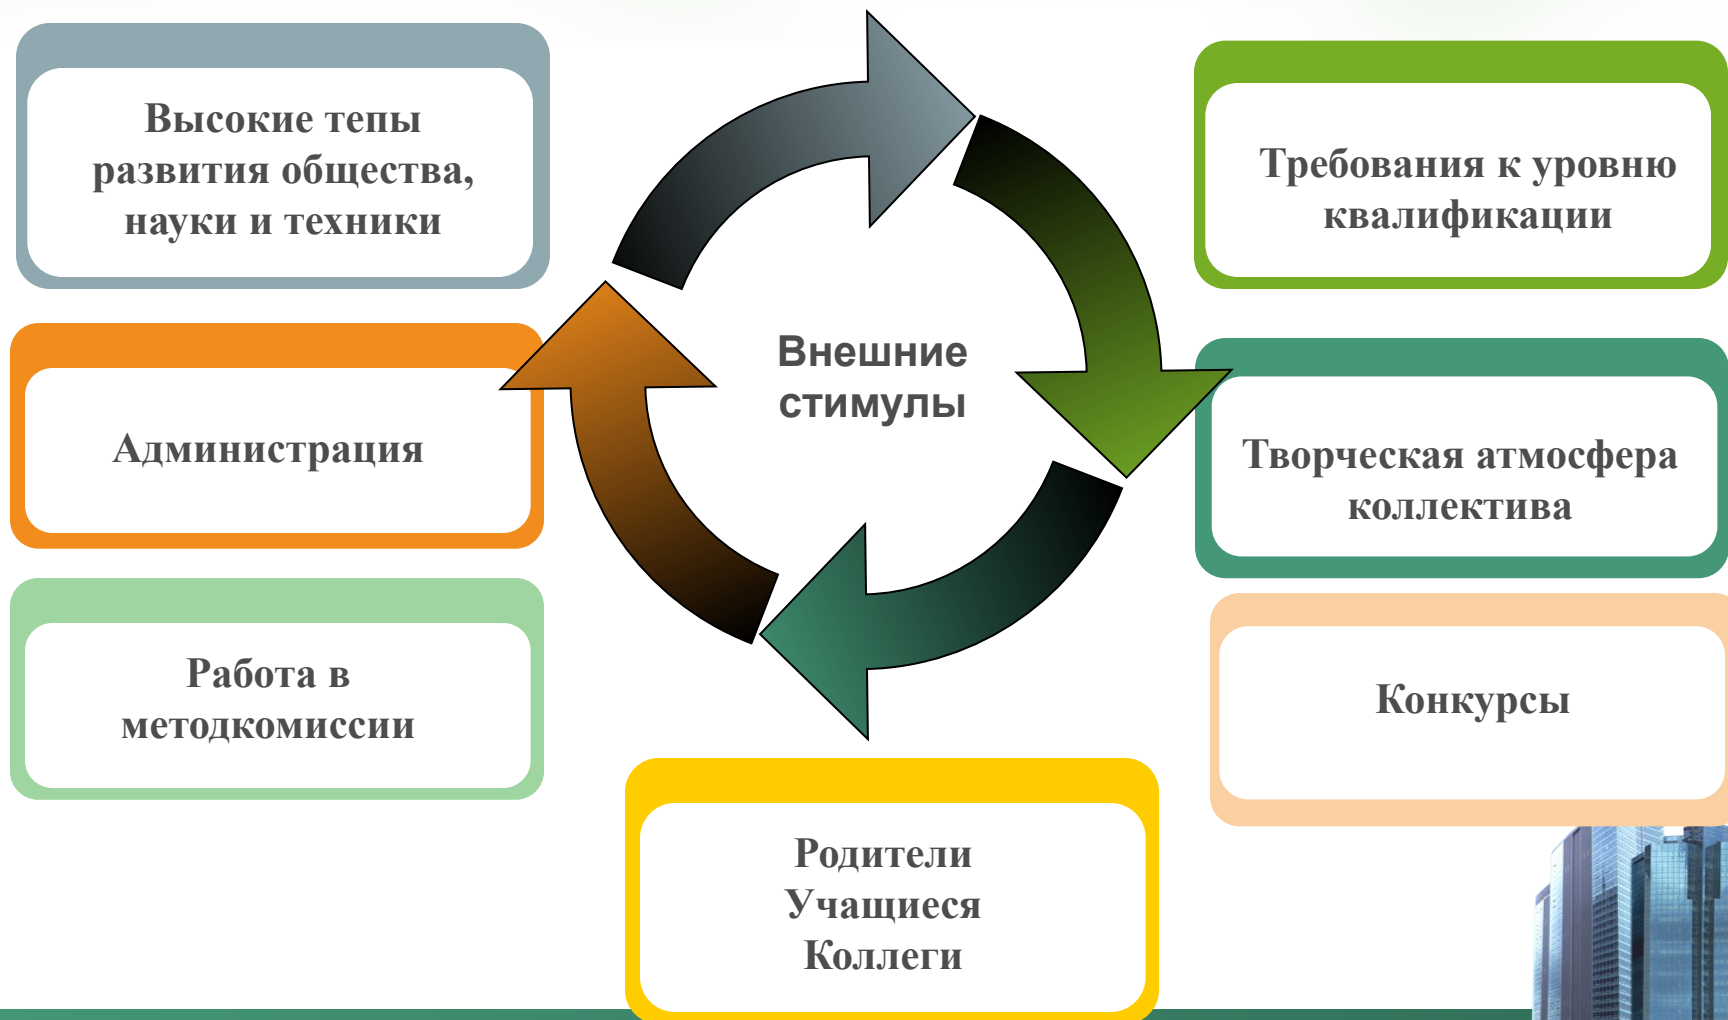 Высокие тепы
развития общества,
науки и техники
Требования к уровню
квалификации
Внешние
стимулы
Администрация
Творческая атмосфера
коллектива
Работа в
методкомиссии
Конкурсы
Родители
Учащиеся
Коллеги